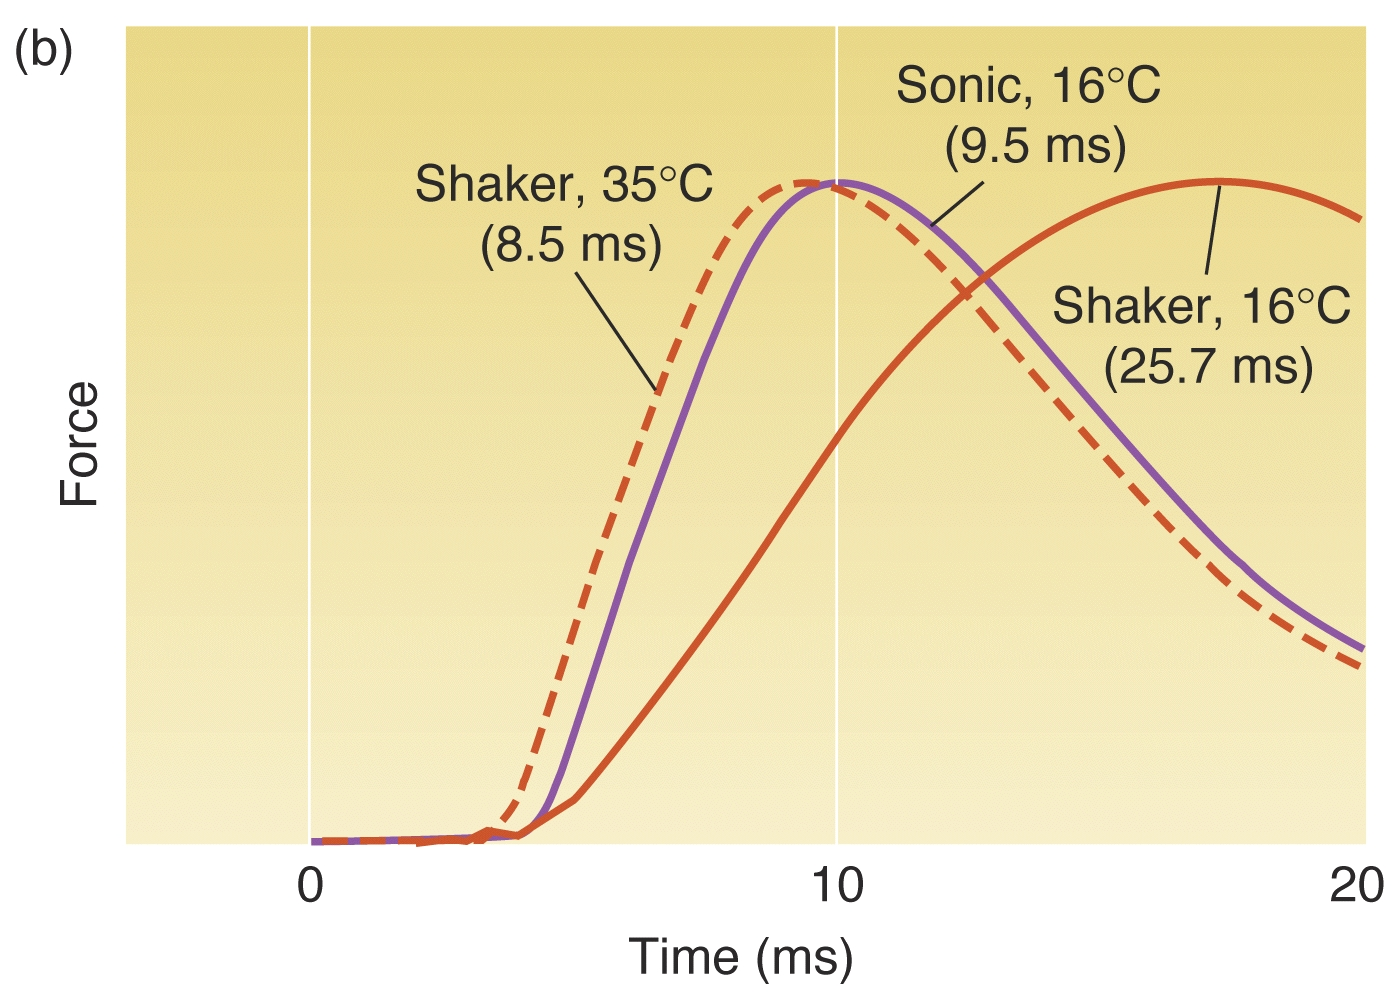 (b)
Sonic, 16°C
(9.5 ms)
Shaker, 35°C
(8.5 ms)
Shaker, 16°C
(25.7 ms)
Force
0 10 20
Time (ms)